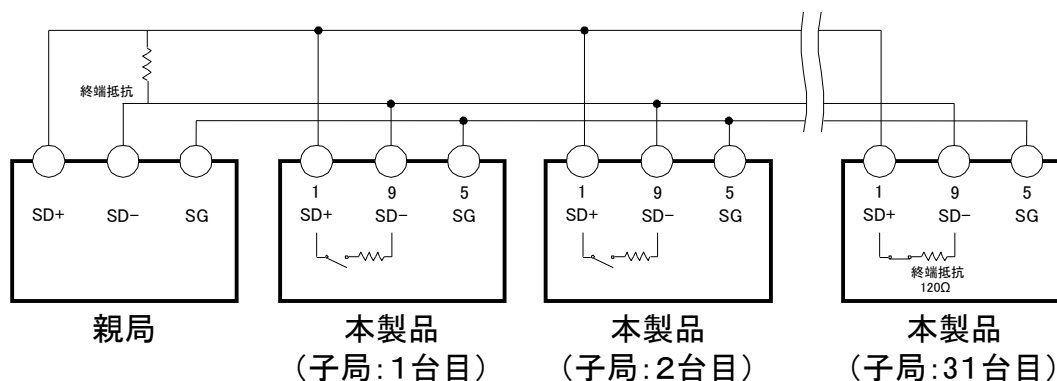 終端抵抗
1 9 5
1 9 5
1 9 5
SD+ SD- SG
SD+ SD- SG
SD+ SD- SG
SD+ SD- SG
終端抵抗
120Ω
親局
本製品
(子局:1台目)
本製品
(子局:2台目)
本製品
(子局:31台目)